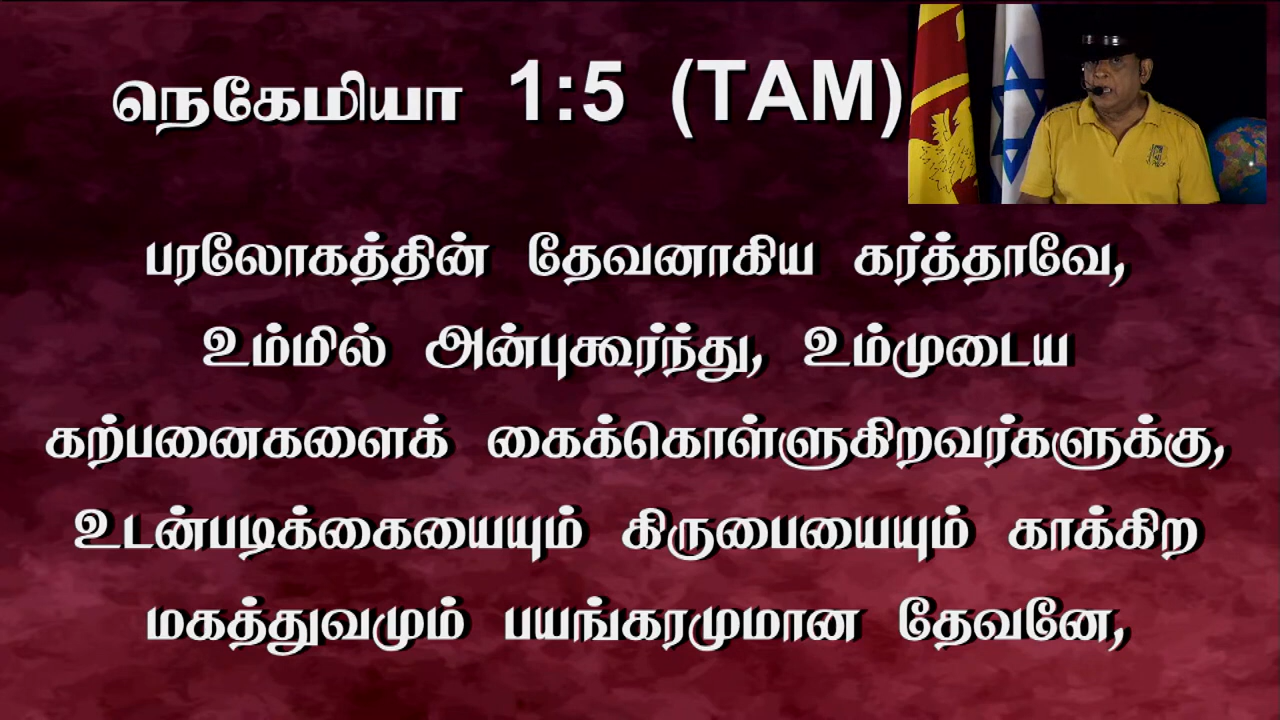 நெகேமியா 1:5 (TAM)
பரலோகத்தின் தேவனாகிய கர்த்தாவே,
உம்மில் அன்புகூர்ந்து, உம்முடைய
கற்பனைகளைக் கைக்கொள்ளுகிறவர்களுக்கு,
உடன்படிக்கையையும் கிருபையையும் காக்கிற
மகத்துவமும் பயங்கரமுமான தேவனே,